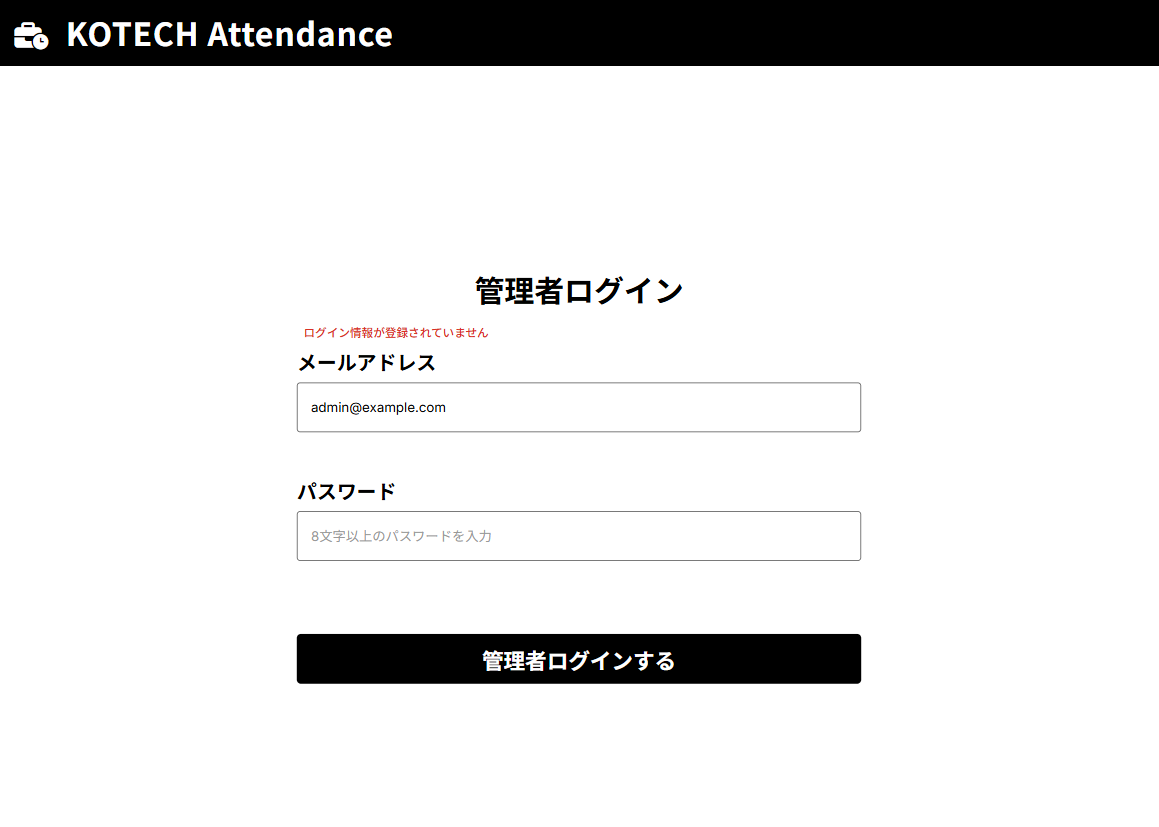 KOTECH Attendance
管理者ログイン
ログイン情報が登録されていません
メールアドレス
admin@example.com
パスワード
8文字以上のパスワードを入力
管理者ログインする